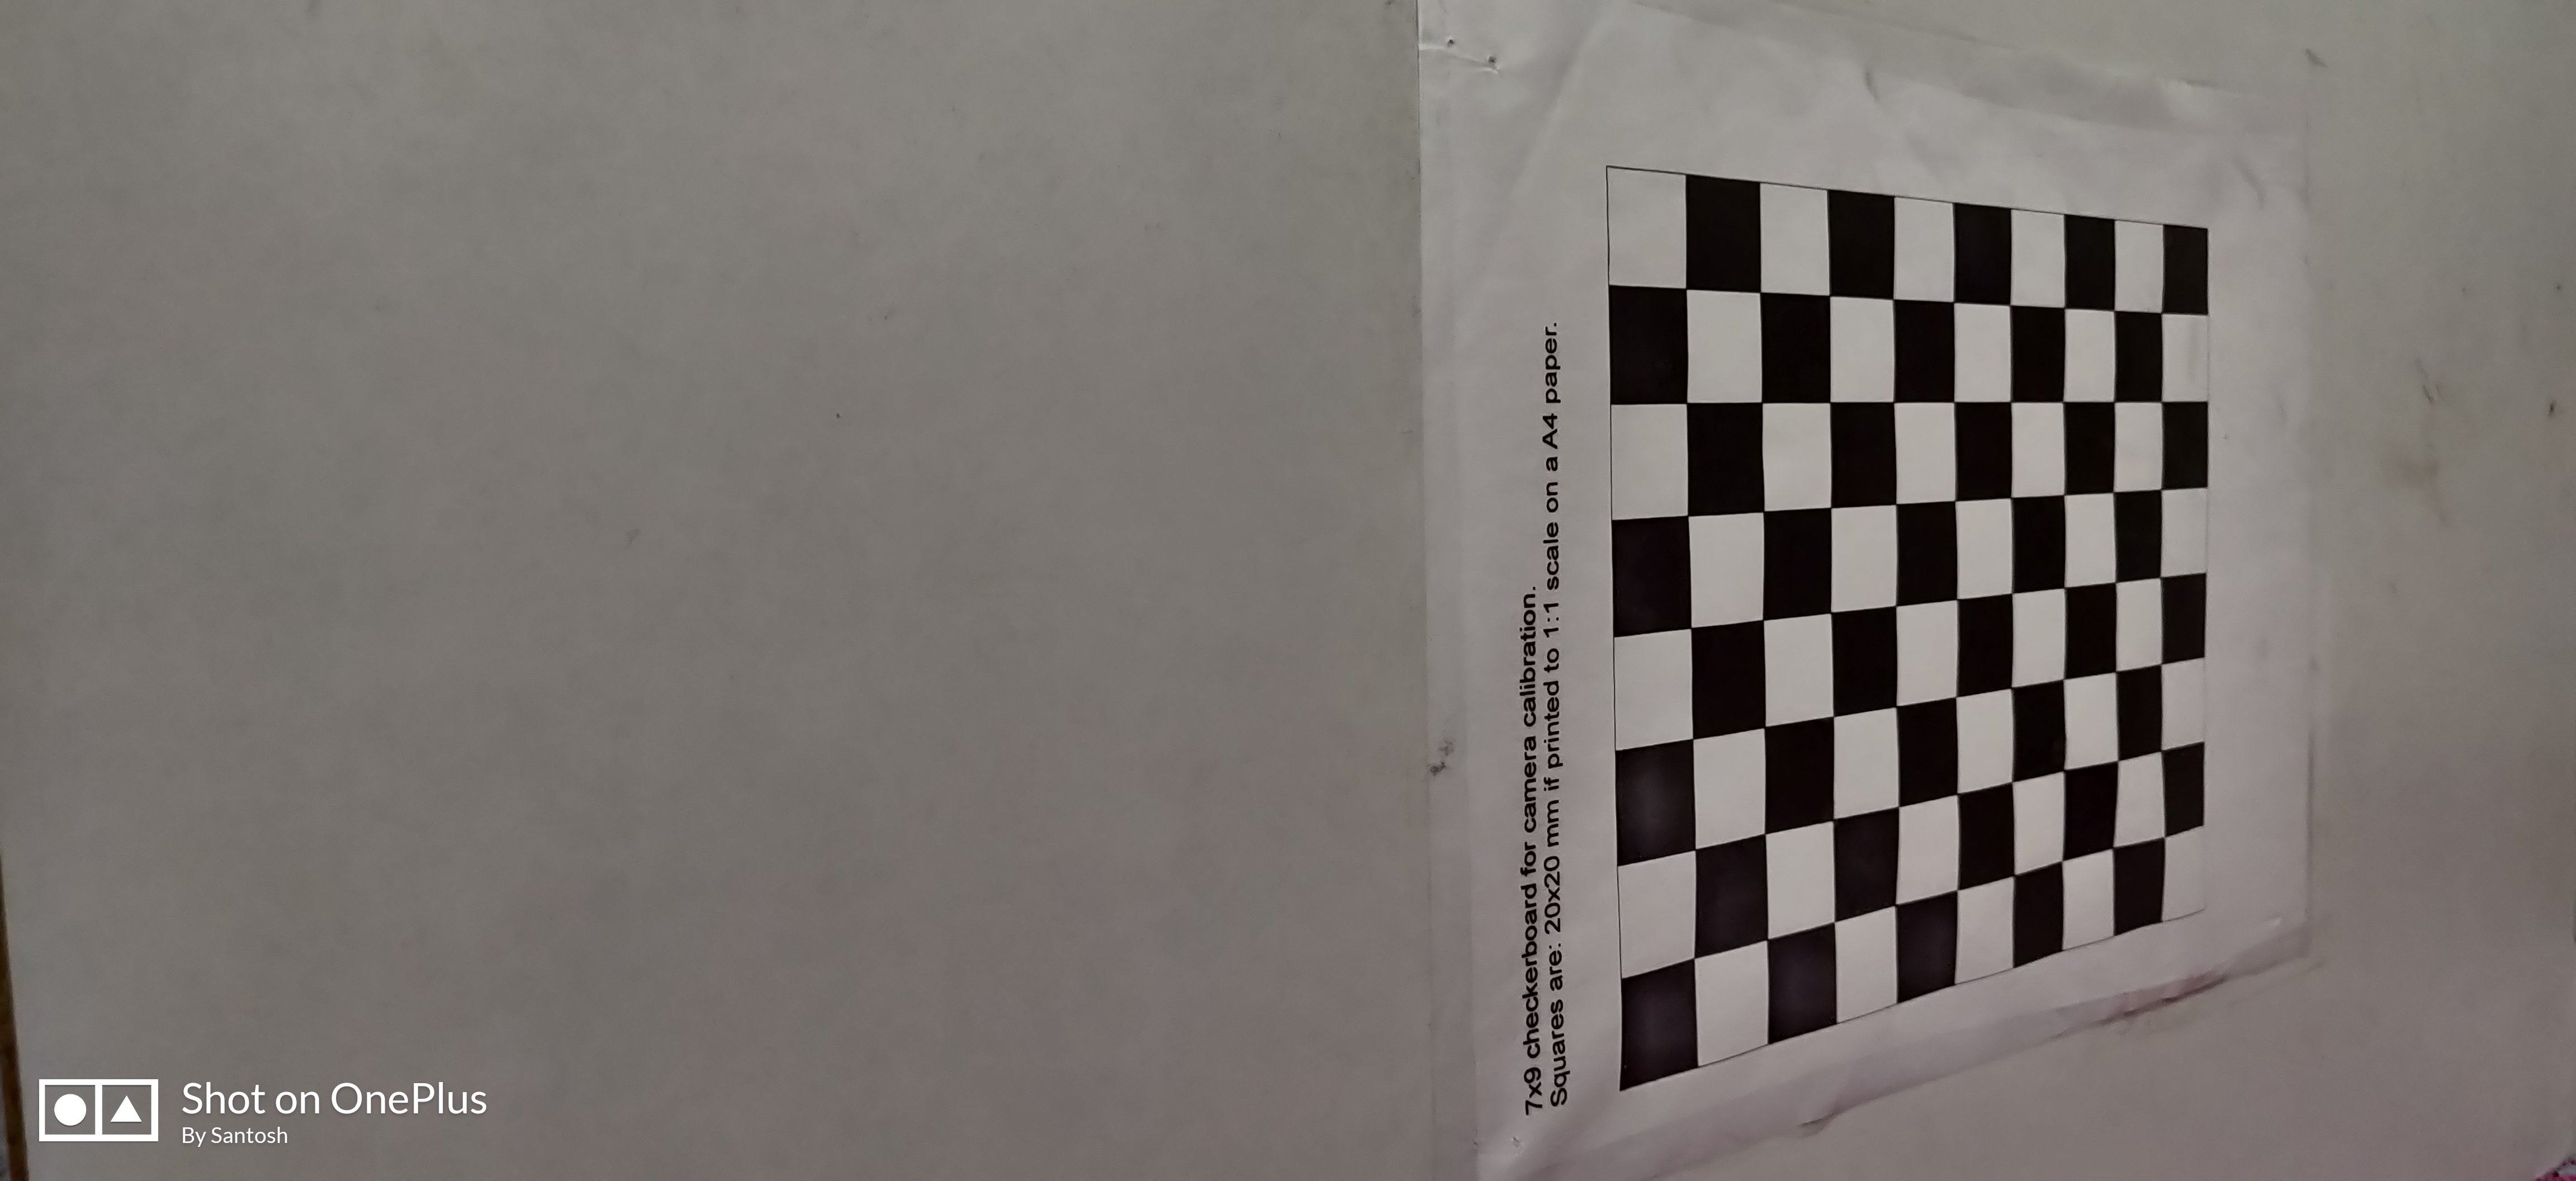 7x9 checkerboard for camera calibration.
Squares are: 20x20 mm if printed to 1:1 scale on a A4 paper.
Shot on OnePlus
By Santosh